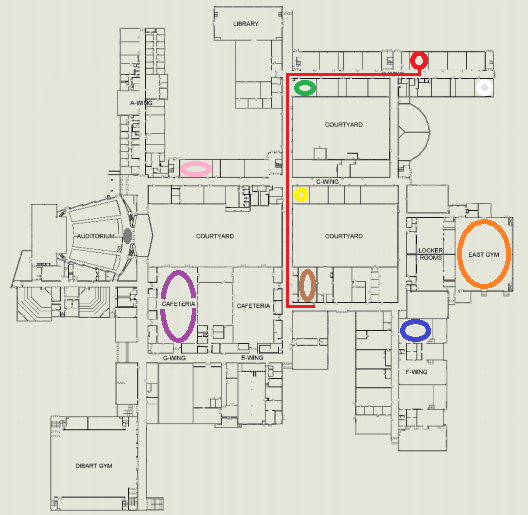 LIBRARY
A-WING
COURTYARD
C-WING
AUDITORIUM
COURTYARD
COURTYARD
LOCKER
ROOMS
EAST GYM
CAFETERIA
CAFETERIA
G-WING
E-WING
F-WING
DIBART GYM